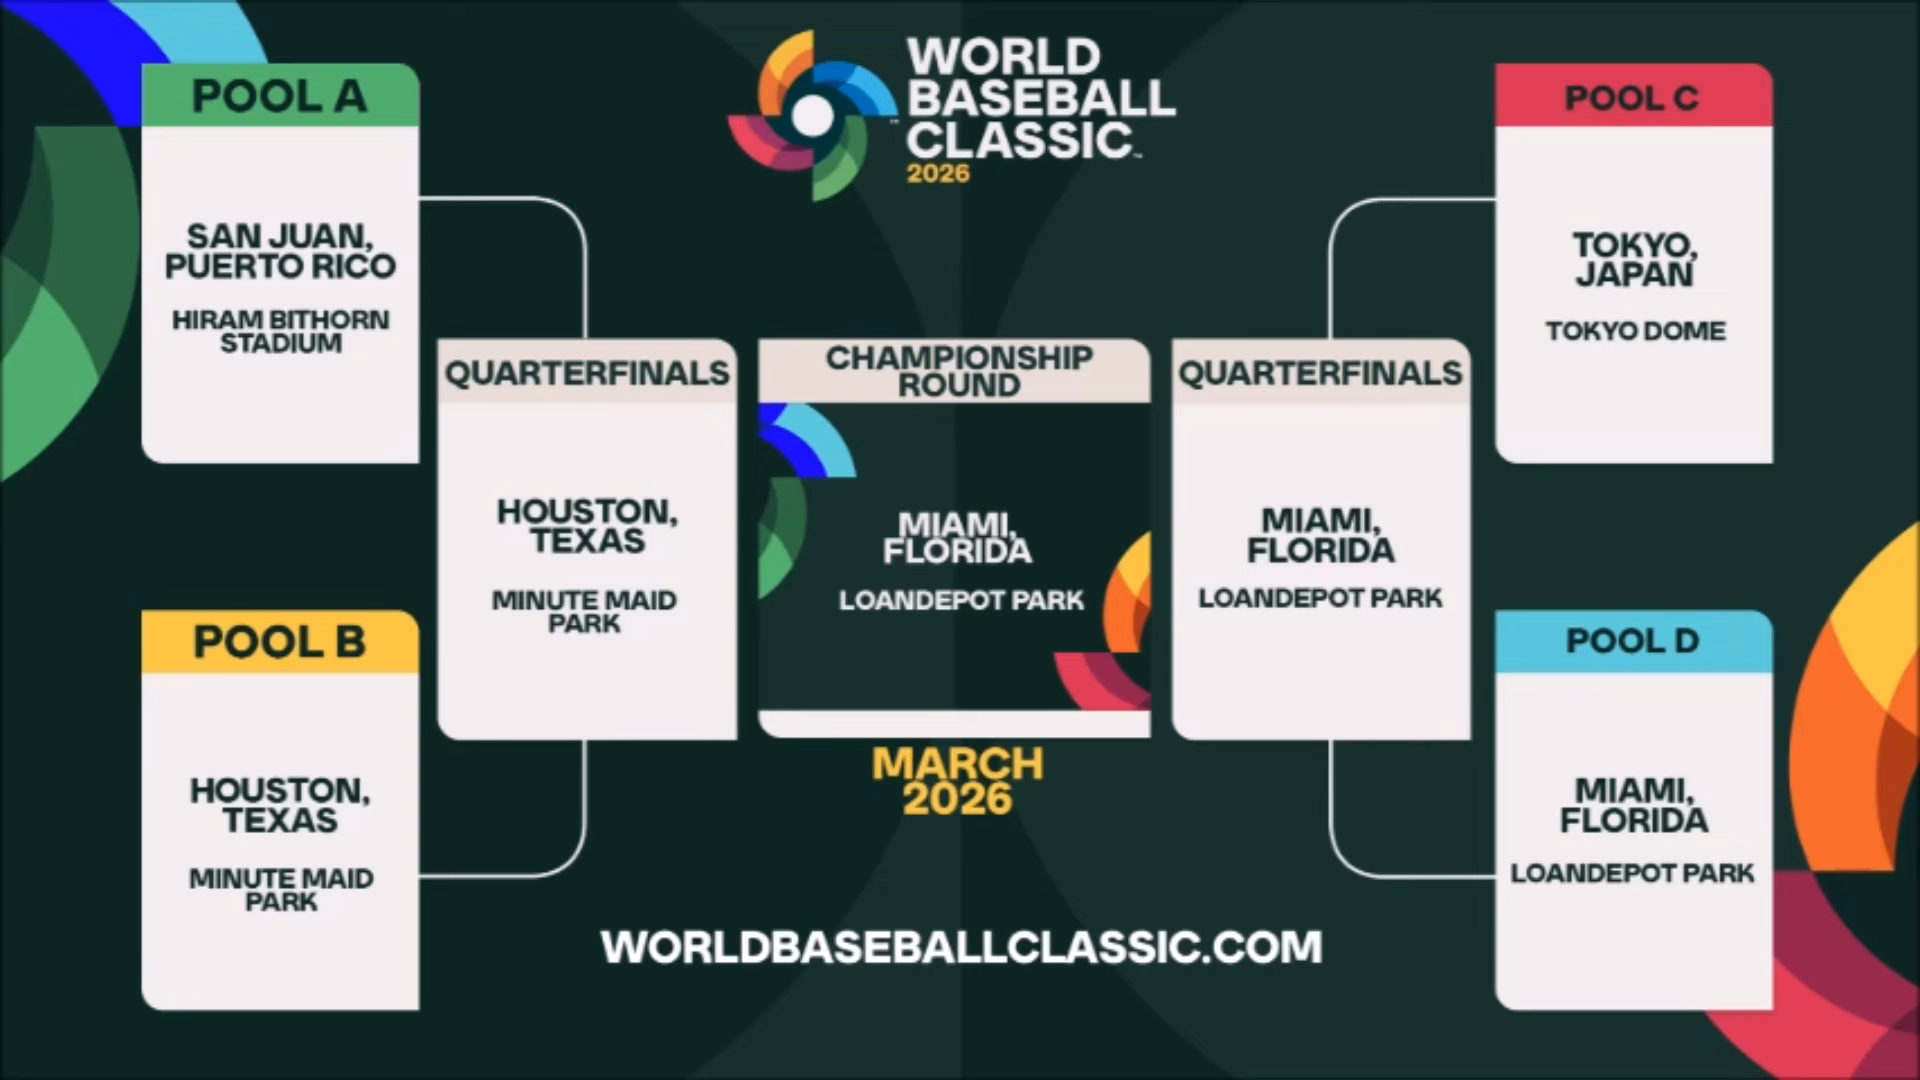 WORLD
BASEBALL
CLASSIC™
2026
POOL A
SAN JUAN,
PUERTO RICO
HIRAM BITHORN
STADIUM
POOL B
HOUSTON,
TEXAS
MINUTE MAID
PARK
QUARTERFINALS
HOUSTON,
TEXAS
MINUTE MAID
PARK
CHAMPIONSHIP
ROUND
MIAMI,
FLORIDA
LOANDEPOT PARK
MARCH
2026
QUARTERFINALS
MIAMI,
FLORIDA
LOANDEPOT PARK
POOL C
TOKYO,
JAPAN
TOKYO DOME
POOL D
MIAMI,
FLORIDA
LOANDEPOT PARK
WORLDBASEBALLCLASSIC.COM